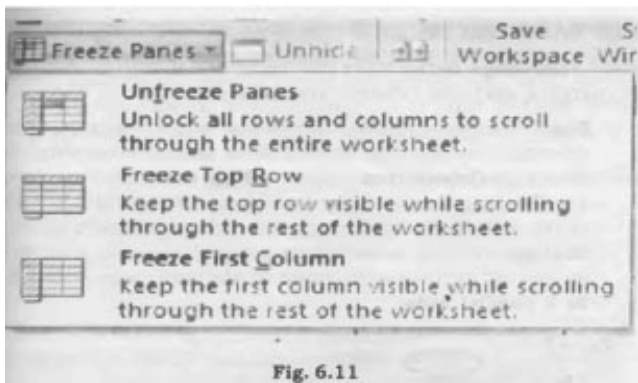 Freeze Panes Unhide Save S
Workspace Wir
Unfreeze Panes
Unlock all rows and columns to scroll
through the entire worksheet.
Freeze Top Row
Keep the top row visible while scrolling
through the rest of the worksheet.
Freeze First Column
Keep the first column visible while scrolling
through the rest of the worksheet.
Fig. 6.11